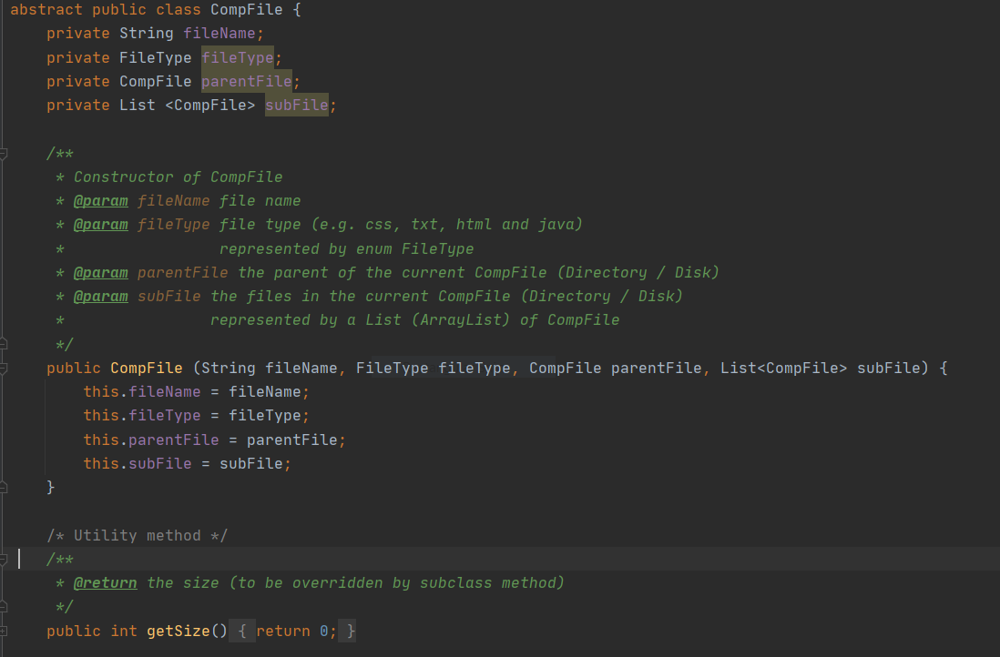 abstract public class CompFile {
    private String fileName;
    private FileType fileType;
    private CompFile parentFile;
    private List <CompFile> subFile;
    /**
     * Constructor of CompFile
     * @param fileName file name
     * @param fileType file type (e.g. css, txt, html and java)
     *                 represented by enum FileType
     * @param parentFile the parent of the current CompFile (Directory / Disk)
     * @param subFile the files in the current CompFile (Directory / Disk)
     *                represented by a List (ArrayList) of CompFile
     */
    public CompFile (String fileName, FileType fileType, CompFile parentFile, List<CompFile> subFile) {
        this.fileName = fileName;
        this.fileType = fileType;
        this.parentFile = parentFile;
        this.subFile = subFile;
    }
    /* Utility method */
    /**
     * @return the size (to be overridden by subclass method)
     */
    public int getSize() { return 0; }